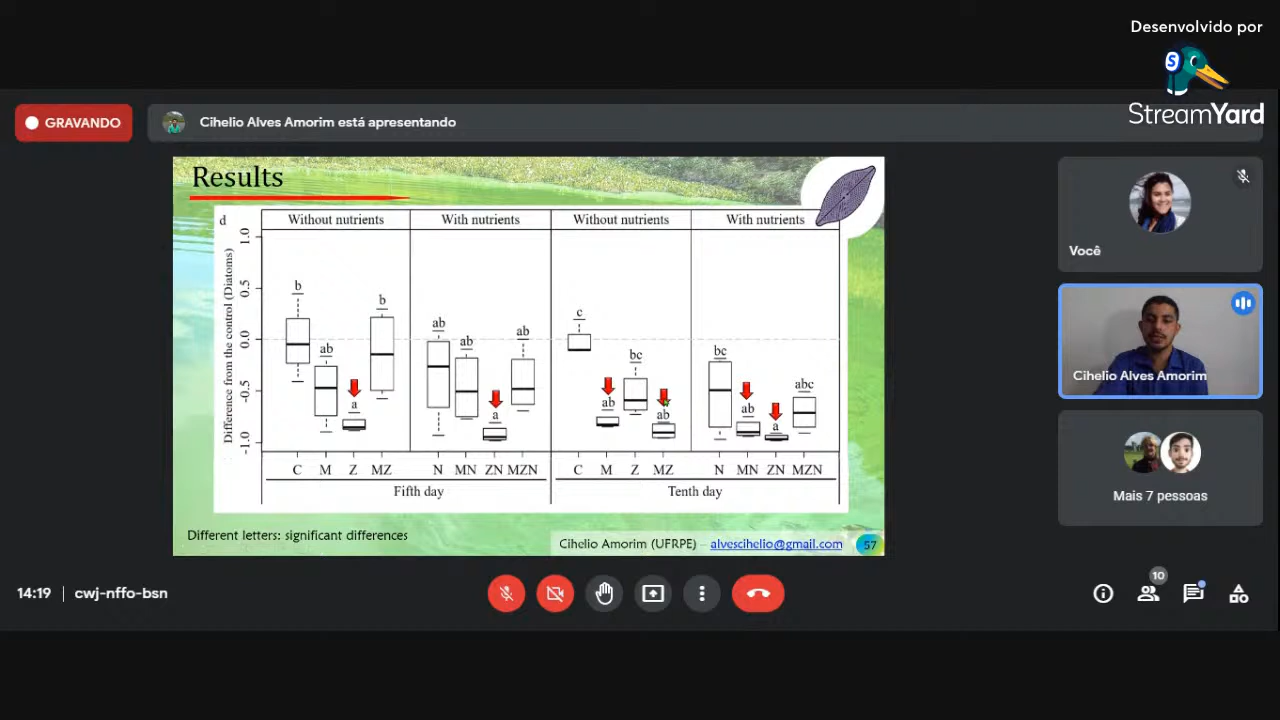 Desenvolvido por
StreamYard
GRAVANDO
Cihelio Alves Amorim está apresentando
Results
d
Without nutrients
With nutrients
Without nutrients
With nutrients
Difference from the control (Diatoms)
1.0
0.5
0.0
-0.5
-1.0
b
ab
a
b
ab
ab
a
ab
c
ab
bc
ab
bc
ab
a
abc
C M Z MZ N MN ZN MZN C M Z MZ N MN ZN MZN
Fifth day
Tenth day
Different letters: significant differences
Cihelio Amorim (UFRPE) – alvescihelio@gmail.com
57
Você
Cihelio Alves Amorim
Mais 7 pessoas
14:19 | cwj-nffo-bsn
10